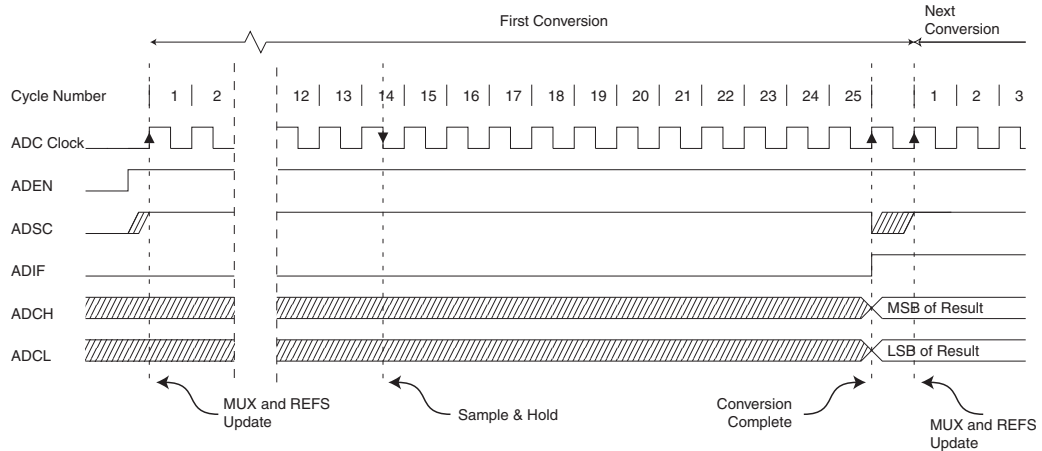 First Conversion
Next
Conversion
Cycle Number 1 2 12 13 14 15 16 17 18 19 20 21 22 23 24 25 1 2 3
ADC Clock
ADEN
ADSC
ADIF
ADCH MSB of Result
ADCL LSB of Result
MUX and REFS
Update
Sample & Hold
Conversion
Complete
MUX and REFS
Update